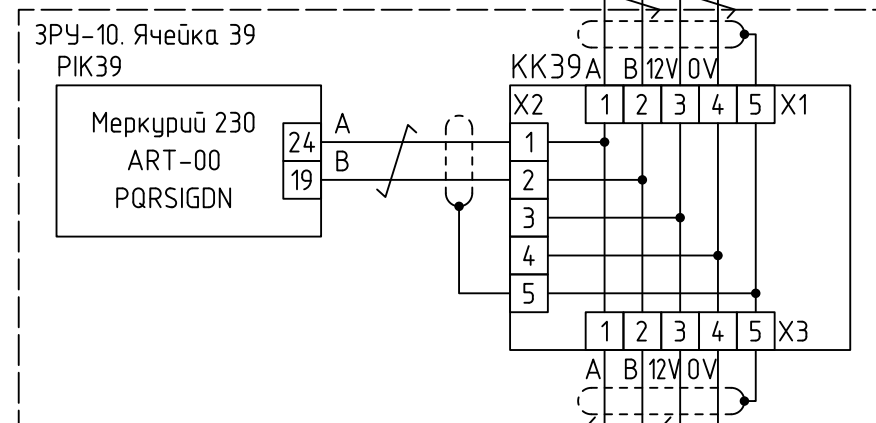 ЗРУ-10. Ячейка 39
PIK39
KK39
A B 12V 0V
X2
1 2 3 4 5
X1
Меркурий 230
ART-00
PQRSIGDN
24
A
19
B
1
2
3
4
5
1 2 3 4 5
X3
A B 12V 0V